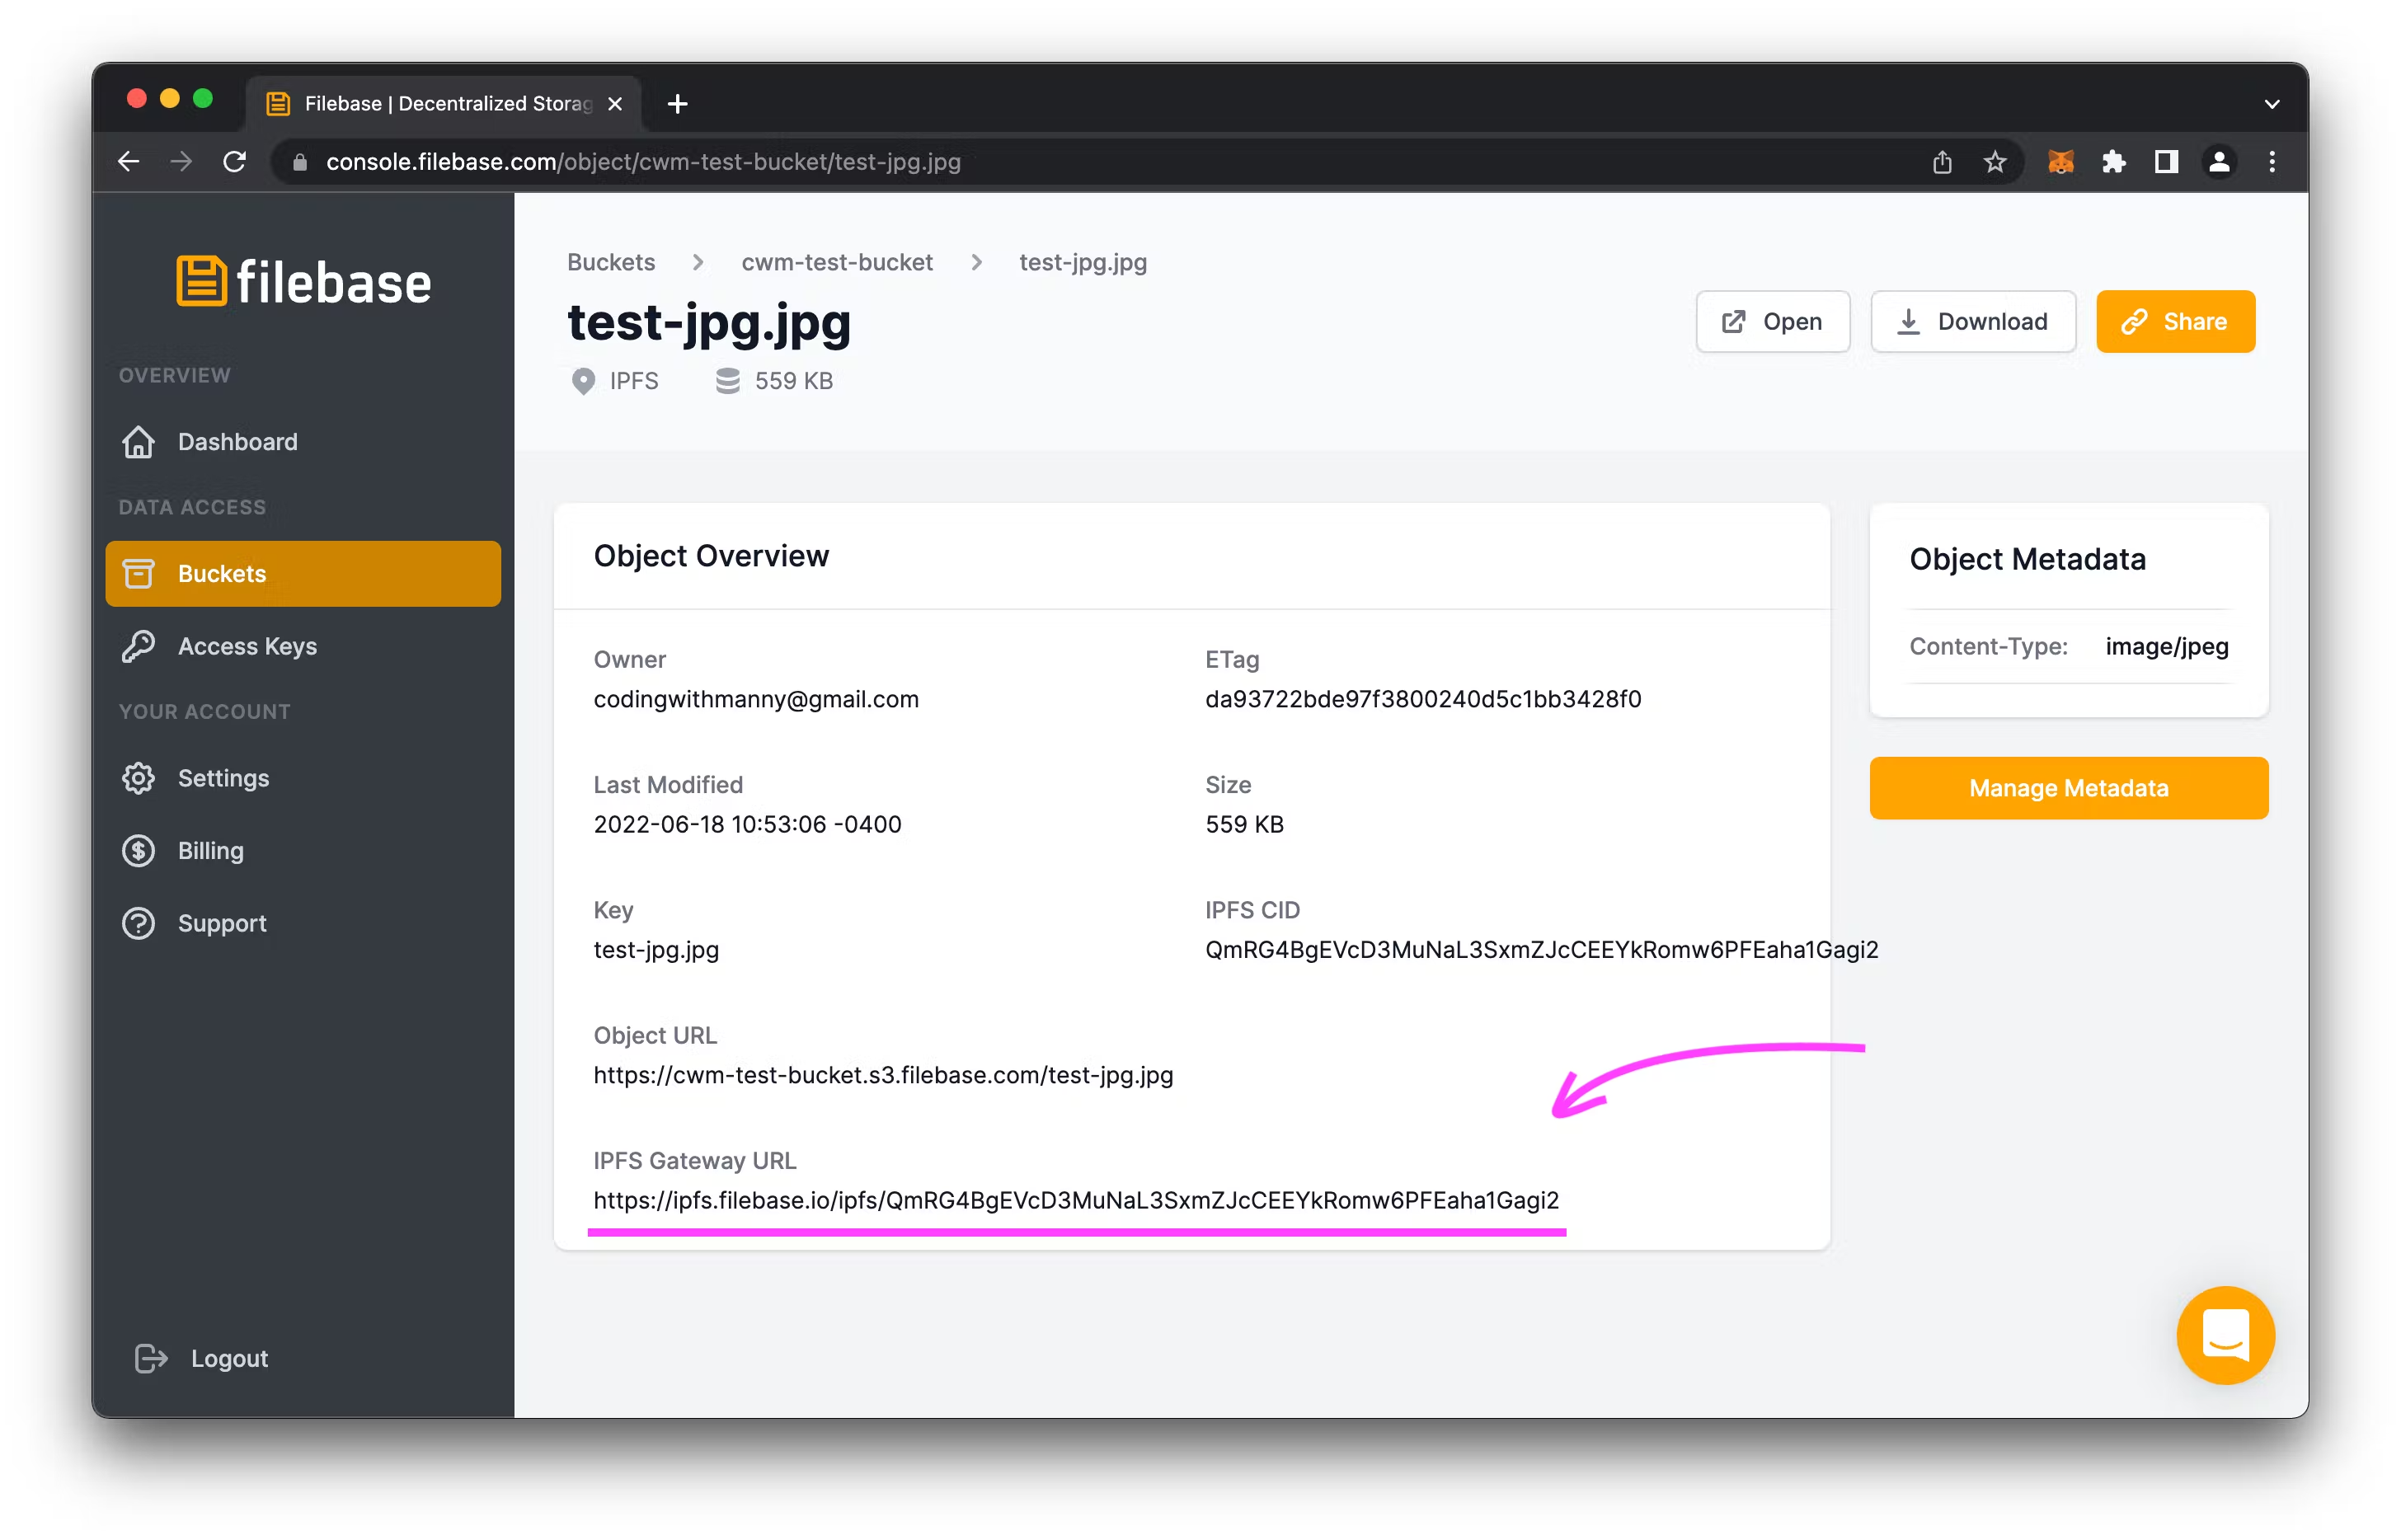 Filebase | Decentralized Storag
console.filebase.com/object/cwm-test-bucket/test-jpg.jpg
filebase
OVERVIEW
Dashboard
DATA ACCESS
Buckets
Access Keys
YOUR ACCOUNT
Settings
Billing
Support
Logout
Buckets > cwm-test-bucket > test-jpg.jpg
test-jpg.jpg
IPFS 559 KB
Open Download Share
Object Overview
Owner
codingwithmanny@gmail.com
ETag
da93722bde97f3800240d5c1bb3428f0
Last Modified
2022-06-18 10:53:06 -0400
Size
559 KB
Key
test-jpg.jpg
IPFS CID
QmRG4BgEVcD3MuNaL3SxmZJcCEEYkRomw6PFEaha1Gagi2
Object URL
https://cwm-test-bucket.s3.filebase.com/test-jpg.jpg
IPFS Gateway URL
https://ipfs.filebase.io/ipfs/QmRG4BgEVcD3MuNaL3SxmZJcCEEYkRomw6PFEaha1Gagi2
Object Metadata
Content-Type: image/jpeg
Manage Metadata